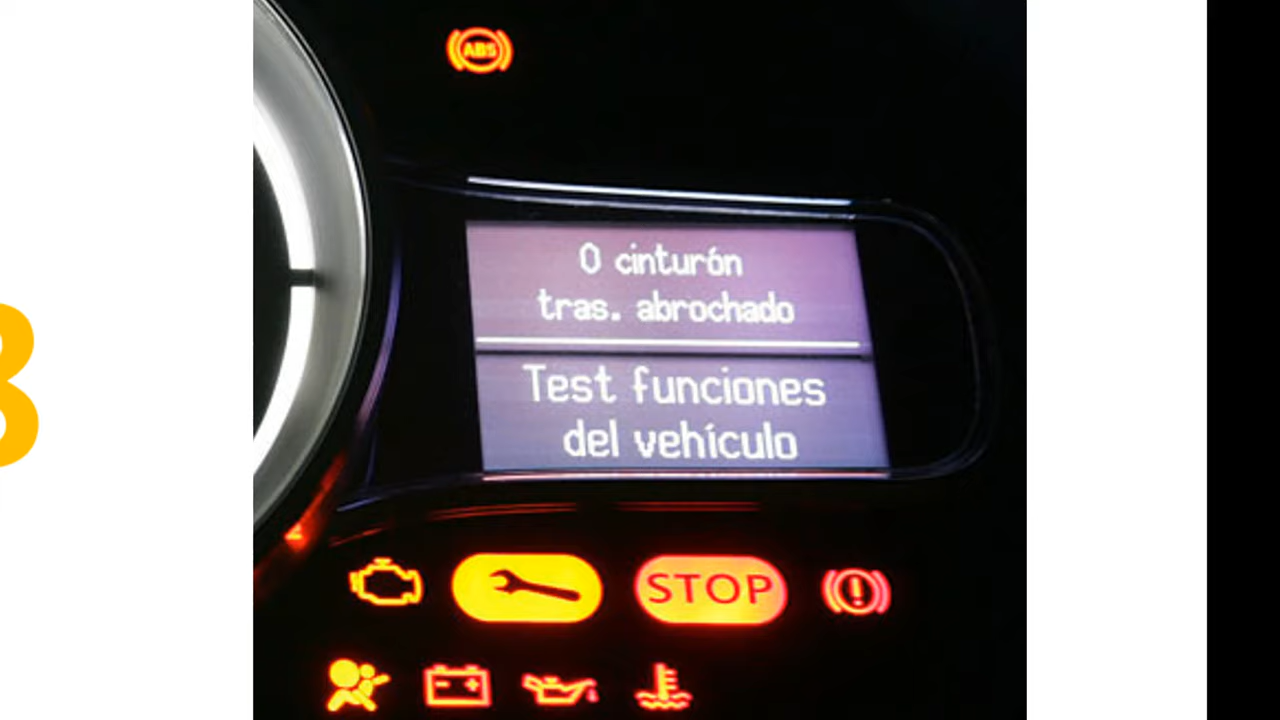 ABS
0 cinturón
tras. abrochado
Test funciones
del vehículo
STOP